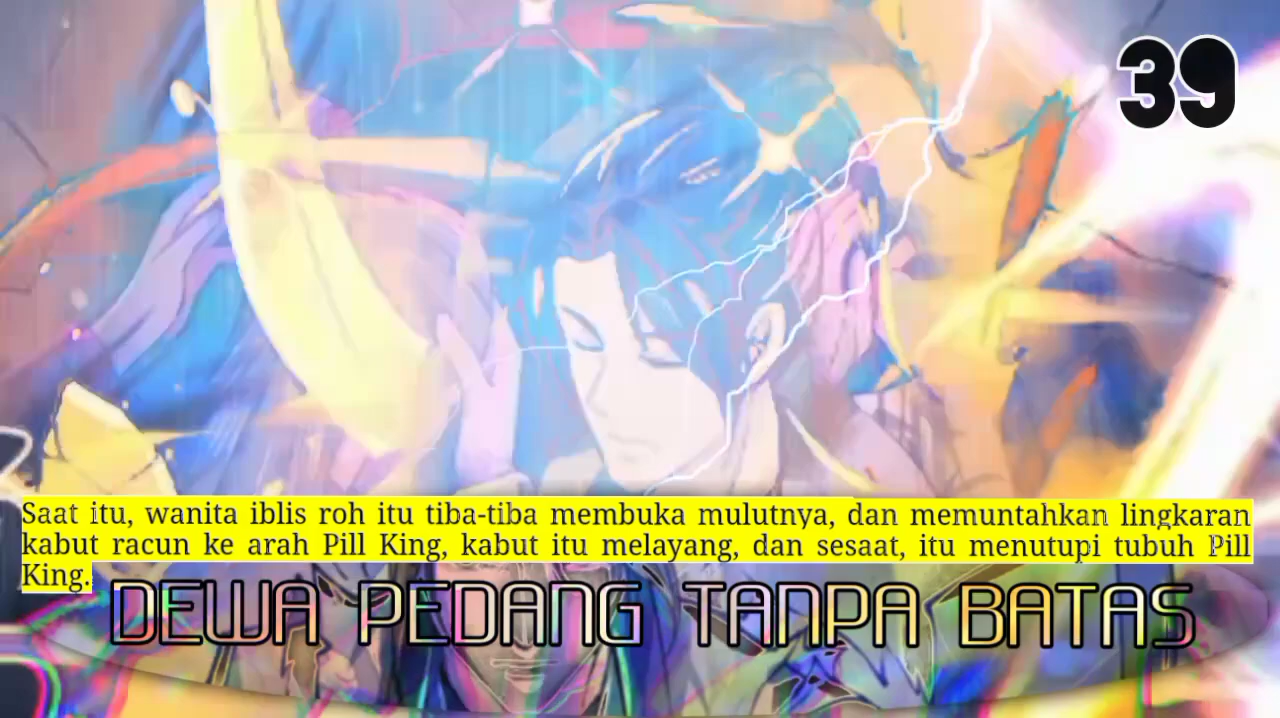 39
Saat itu, wanita iblis roh itu tiba-tiba membuka mulutnya, dan memuntahkan lingkaran
kabut racun ke arah Pill King, kabut itu melayang, dan sesaat, itu menutupi tubuh Pill
King.
DEWA PEDANG TANPA BATAS